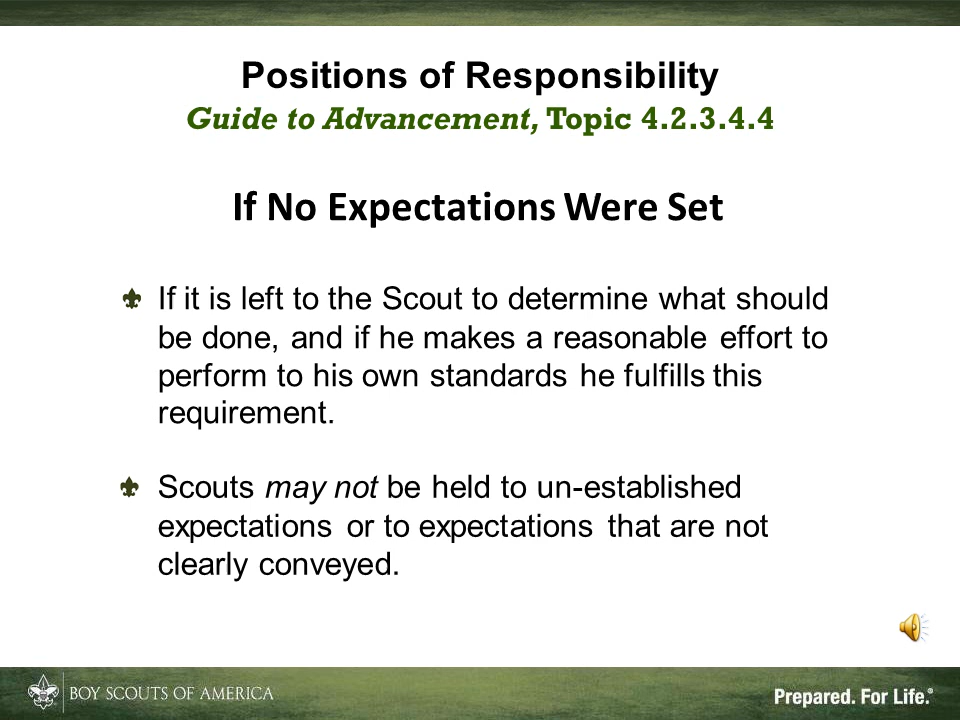 Positions of Responsibility
Guide to Advancement, Topic 4.2.3.4.4
If No Expectations Were Set
If it is left to the Scout to determine what should
be done, and if he makes a reasonable effort to
perform to his own standards he fulfills this
requirement.
Scouts may not be held to un-established
expectations or to expectations that are not
clearly conveyed.
BOY SCOUTS OF AMERICA
Prepared. For Life.®